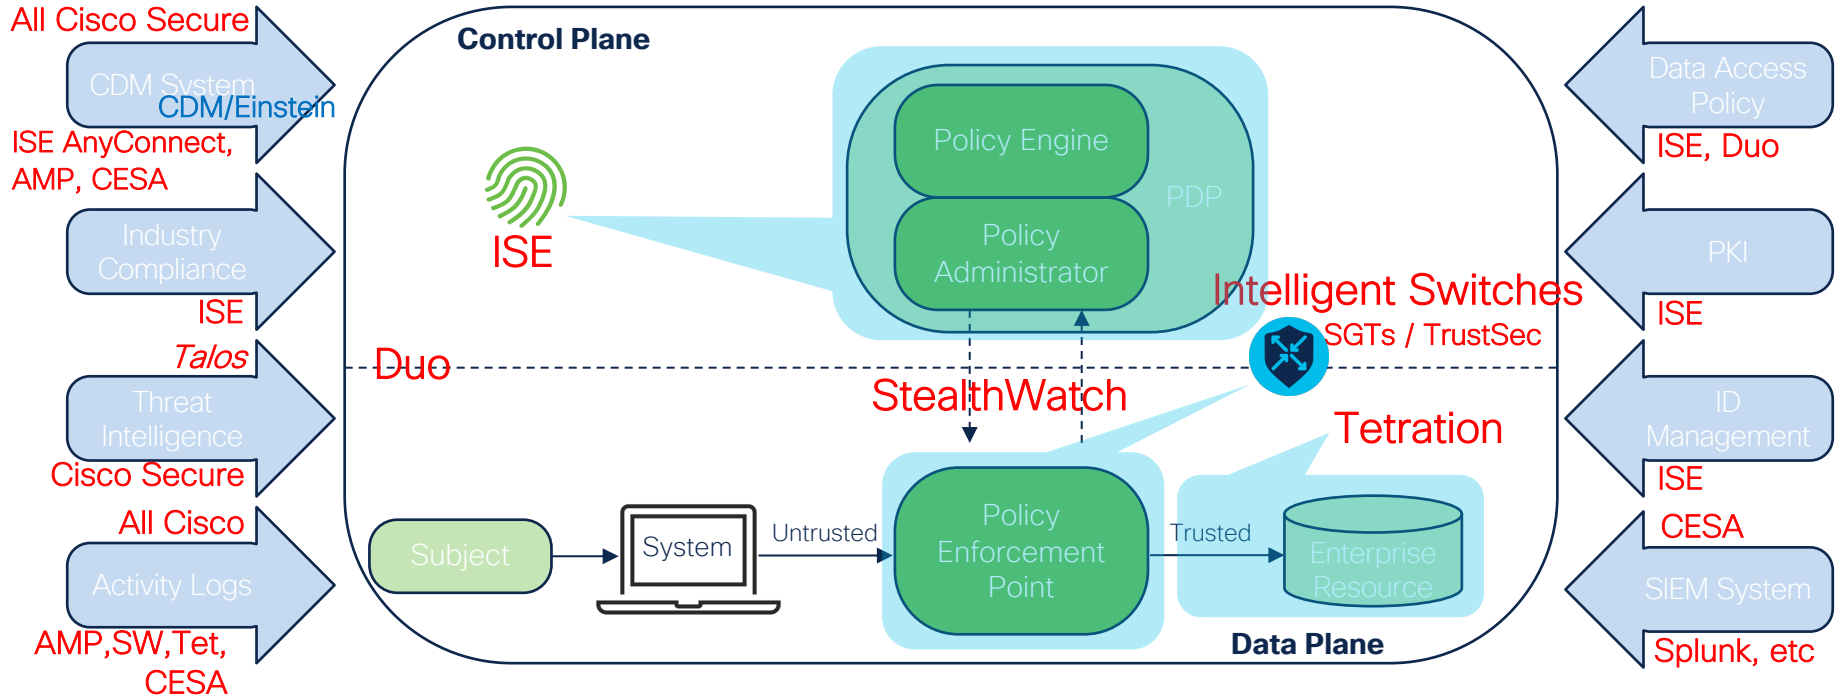 All Cisco Secure
CDM System
CDM/Einstein
ISE AnyConnect,
AMP, CESA
Industry
Compliance
ISE
Talos
Threat
Intelligence
Cisco Secure
All Cisco
Activity Logs
AMP,SW,Tet,
CESA
Control Plane
Policy Engine
PDP
Policy
Administrator
ISE
Intelligent Switches
SGTs / TrustSec
Duo
StealthWatch
Tetration
Subject
System
Untrusted
Policy
Enforcement
Point
Trusted
Enterprise
Resource
Data Plane
Data Access
Policy
ISE, Duo
PKI
ISE
ID
Management
ISE
CESA
SIEM System
Splunk, etc